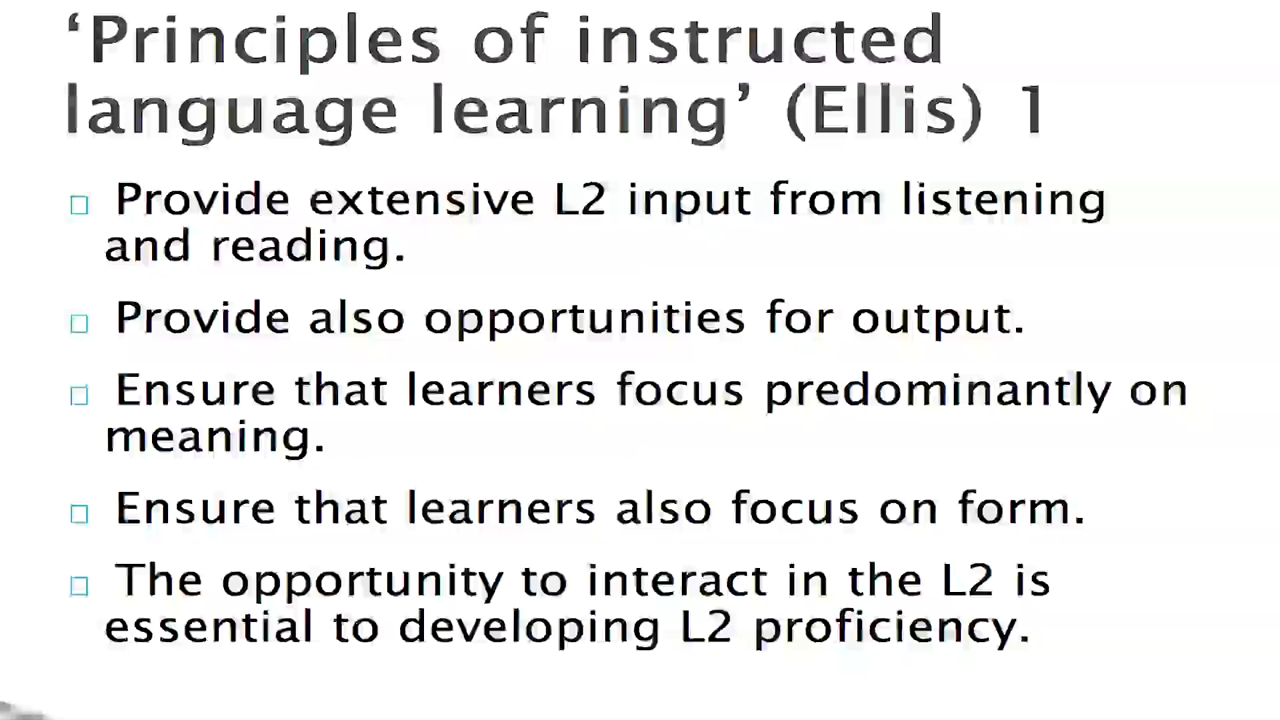 ‘Principles of instructed
language learning’ (Ellis) 1
Provide extensive L2 input from listening
and reading.
Provide also opportunities for output.
Ensure that learners focus predominantly on
meaning.
Ensure that learners also focus on form.
The opportunity to interact in the L2 is
essential to developing L2 proficiency.